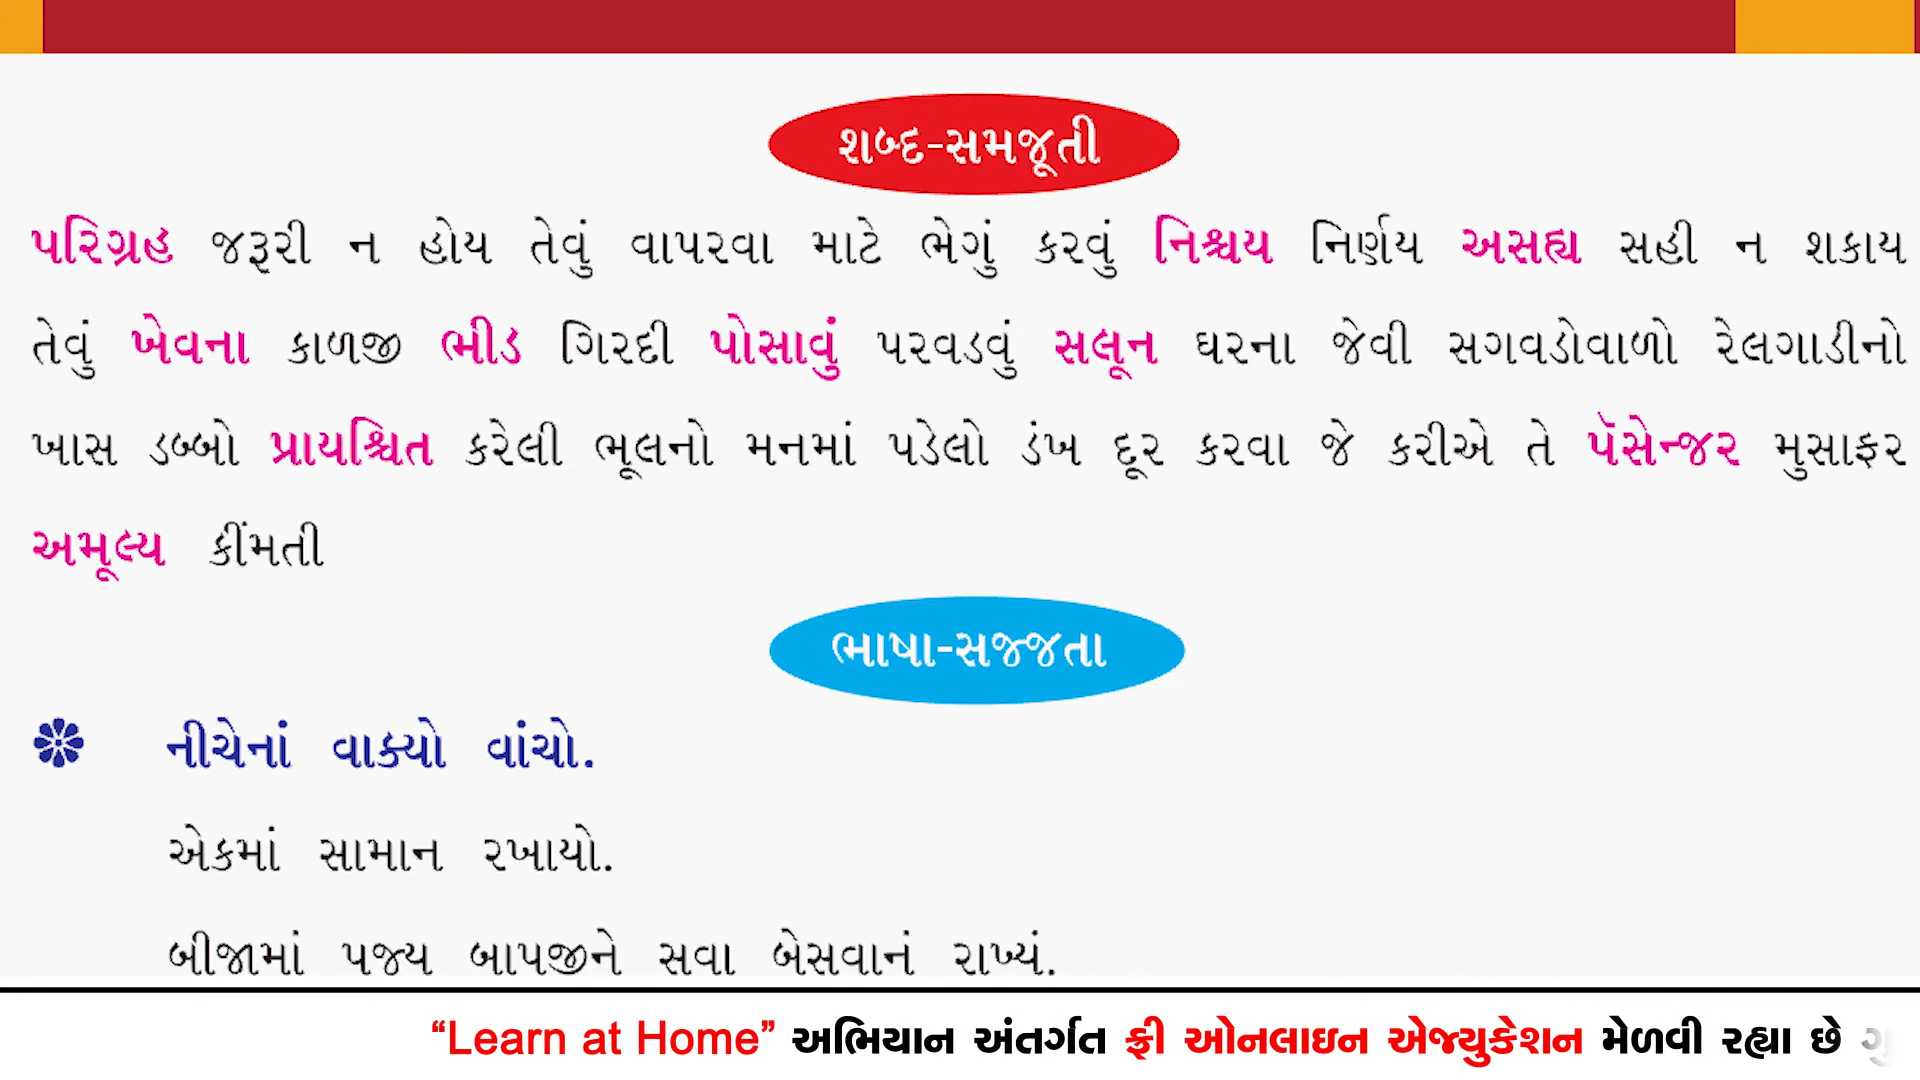 શબ્દ-સમજૂતી
પરિગ્રહ જરૂરી ન હોય તેવું વાપરવા માટે ભેગું કરવું નિશ્ચય નિર્ણય અસહ્ય સહી ન શકાય
તેવું ખેવના કાળજી ભીડ ગિરદી પોસાવું પરવડવું સલૂન ઘરના જેવી સગવડોવાળો રેલગાડીનો
ખાસ ડબ્બો પ્રાયશ્ચિત કરેલી ભૂલનો મનમાં પડેલો ડંખ દૂર કરવા જે કરીએ તે પૅસેન્જર મુસાફર
અમૂલ્ય કીંમતી
ભાષા-સજ્જતા
નીચેનાં વાક્યો વાંચો.
એકમાં સામાન રખાયો.
બીજામાં પૂજ્ય બાપુજીને સૂવા બેસવાનું રાખ્યું.
“Learn at Home” અભિયાન અંતર્ગત ફ્રી ઓનલાઇન એજ્યુકેશન મેળવી રહ્યા છે